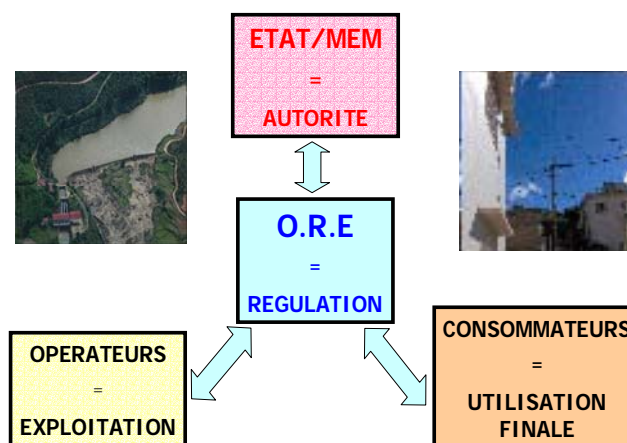 ETAT/MEM
=
AUTORITE
O.R.E
=
REGULATION
OPERATEURS
=
EXPLOITATION
CONSOMMATEURS
=
UTILISATION
FINALE